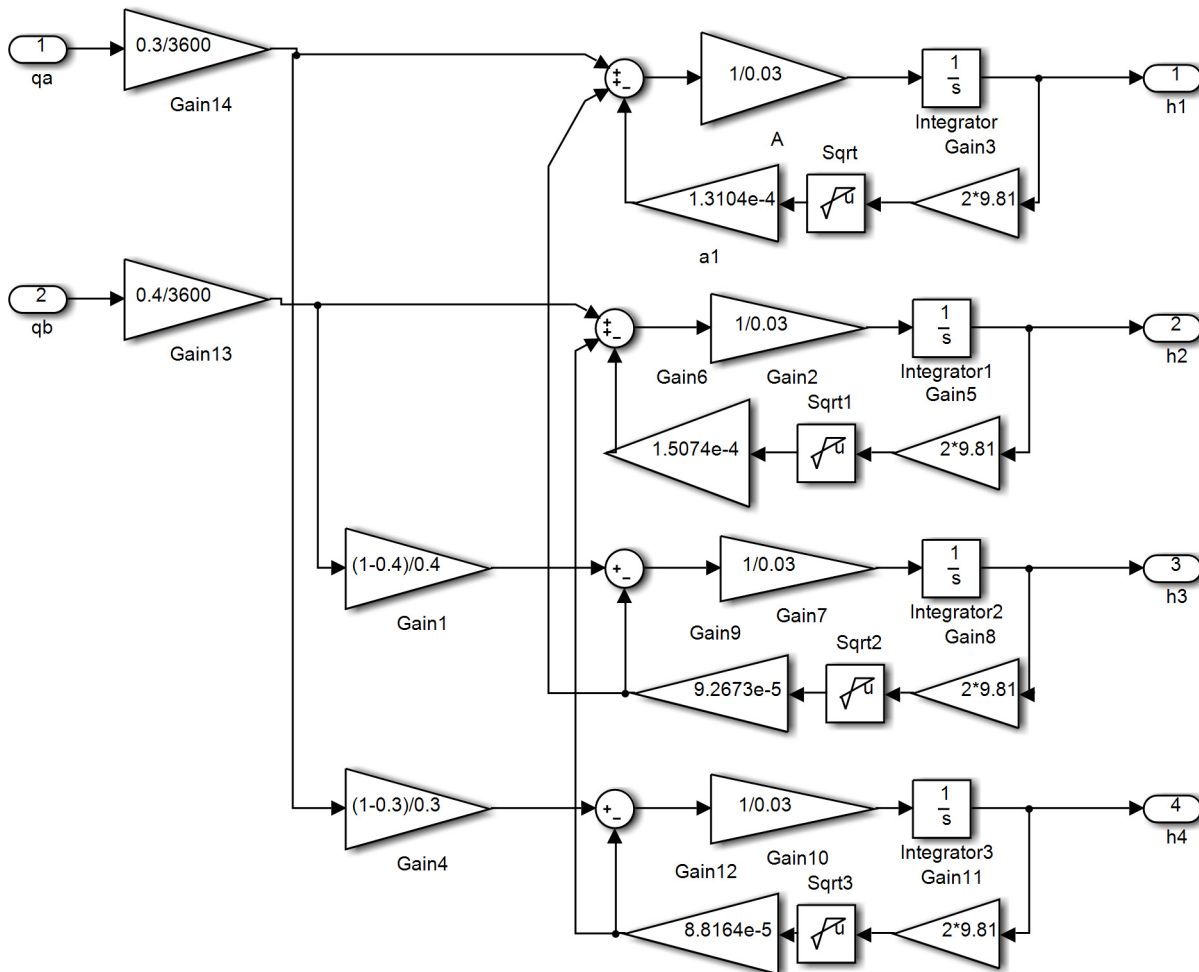 1
qa
0.3/3600
Gain14
+
+
−
1/0.03
A
1
s
Integrator
1
h1
Gain3
2*9.81
Sqrt
u
1.3104e-4
a1
2
qb
0.4/3600
Gain13
+
+
−
1/0.03
Gain2
1
s
Integrator1
2
h2
Gain5
2*9.81
Sqrt1
u
Gain6
1.5074e-4
(1-0.4)/0.4
Gain1
+
−
1/0.03
Gain7
1
s
Integrator2
3
h3
Gain8
2*9.81
Sqrt2
u
Gain9
9.2673e-5
(1-0.3)/0.3
Gain4
+
−
1/0.03
Gain10
1
s
Integrator3
4
h4
Gain11
2*9.81
Sqrt3
u
Gain12
8.8164e-5